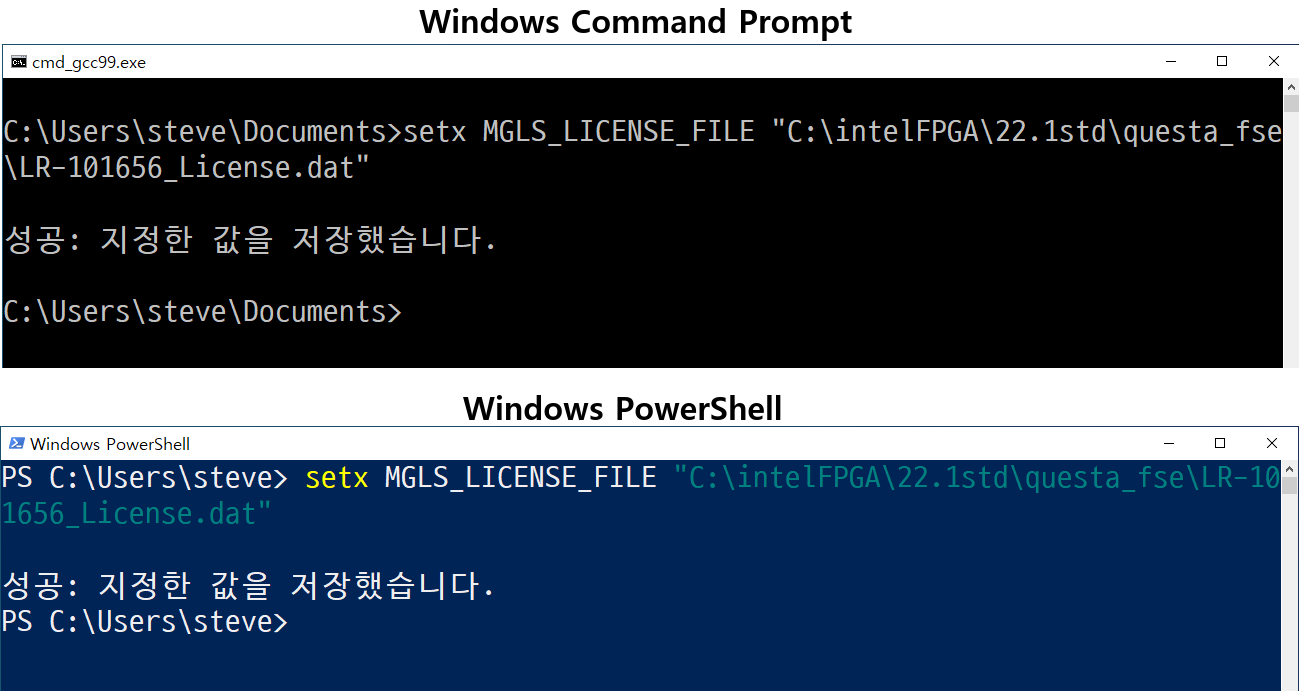 Windows Command Prompt
cmd_gcc99.exe
C:\Users\steve\Documents>setx MGLS_LICENSE_FILE "C:\intelFPGA\22.1std\questa_fse
\LR-101656_License.dat"
성공: 지정한 값을 저장했습니다.
C:\Users\steve\Documents>
Windows PowerShell
Windows PowerShell
PS C:\Users\steve> setx MGLS_LICENSE_FILE "C:\intelFPGA\22.1std\questa_fse\LR-10
1656_License.dat"
성공: 지정한 값을 저장했습니다.
PS C:\Users\steve>